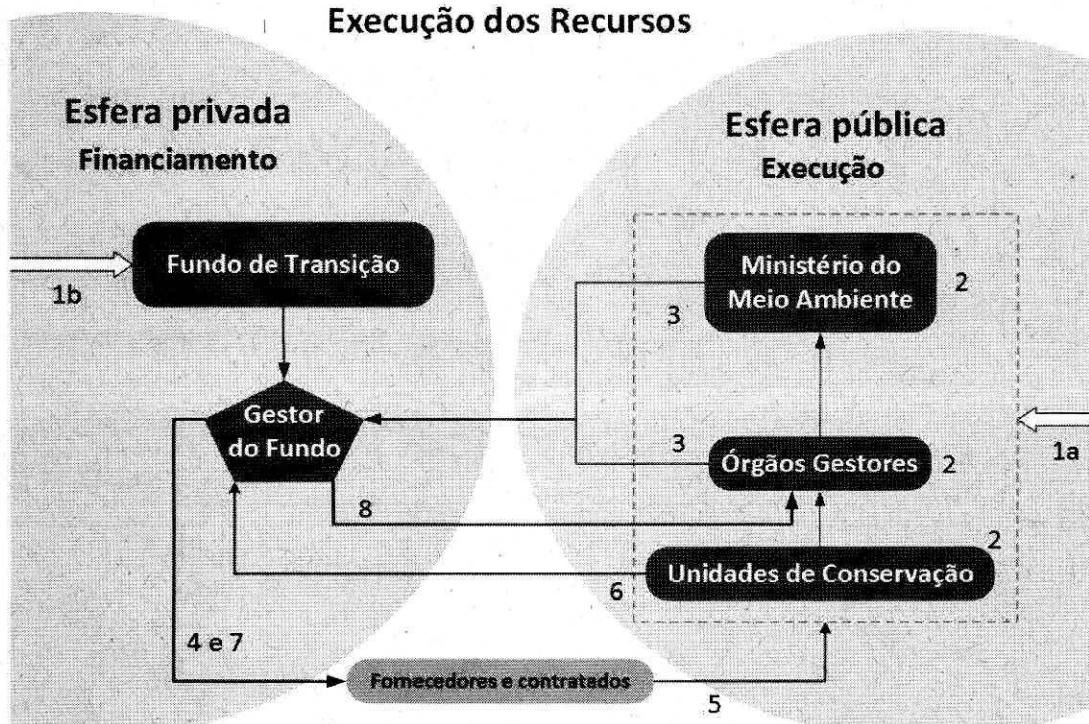 Execução dos Recursos
Esfera privada
Financiamento
Esfera pública
Execução
Fundo de Transição
1b
Ministério do
Meio Ambiente
2
3
Gestor
do Fundo
3
Órgãos Gestores
2
1a
8
2
Unidades de Conservação
6
4 e 7
Fornecedores e contratados
5